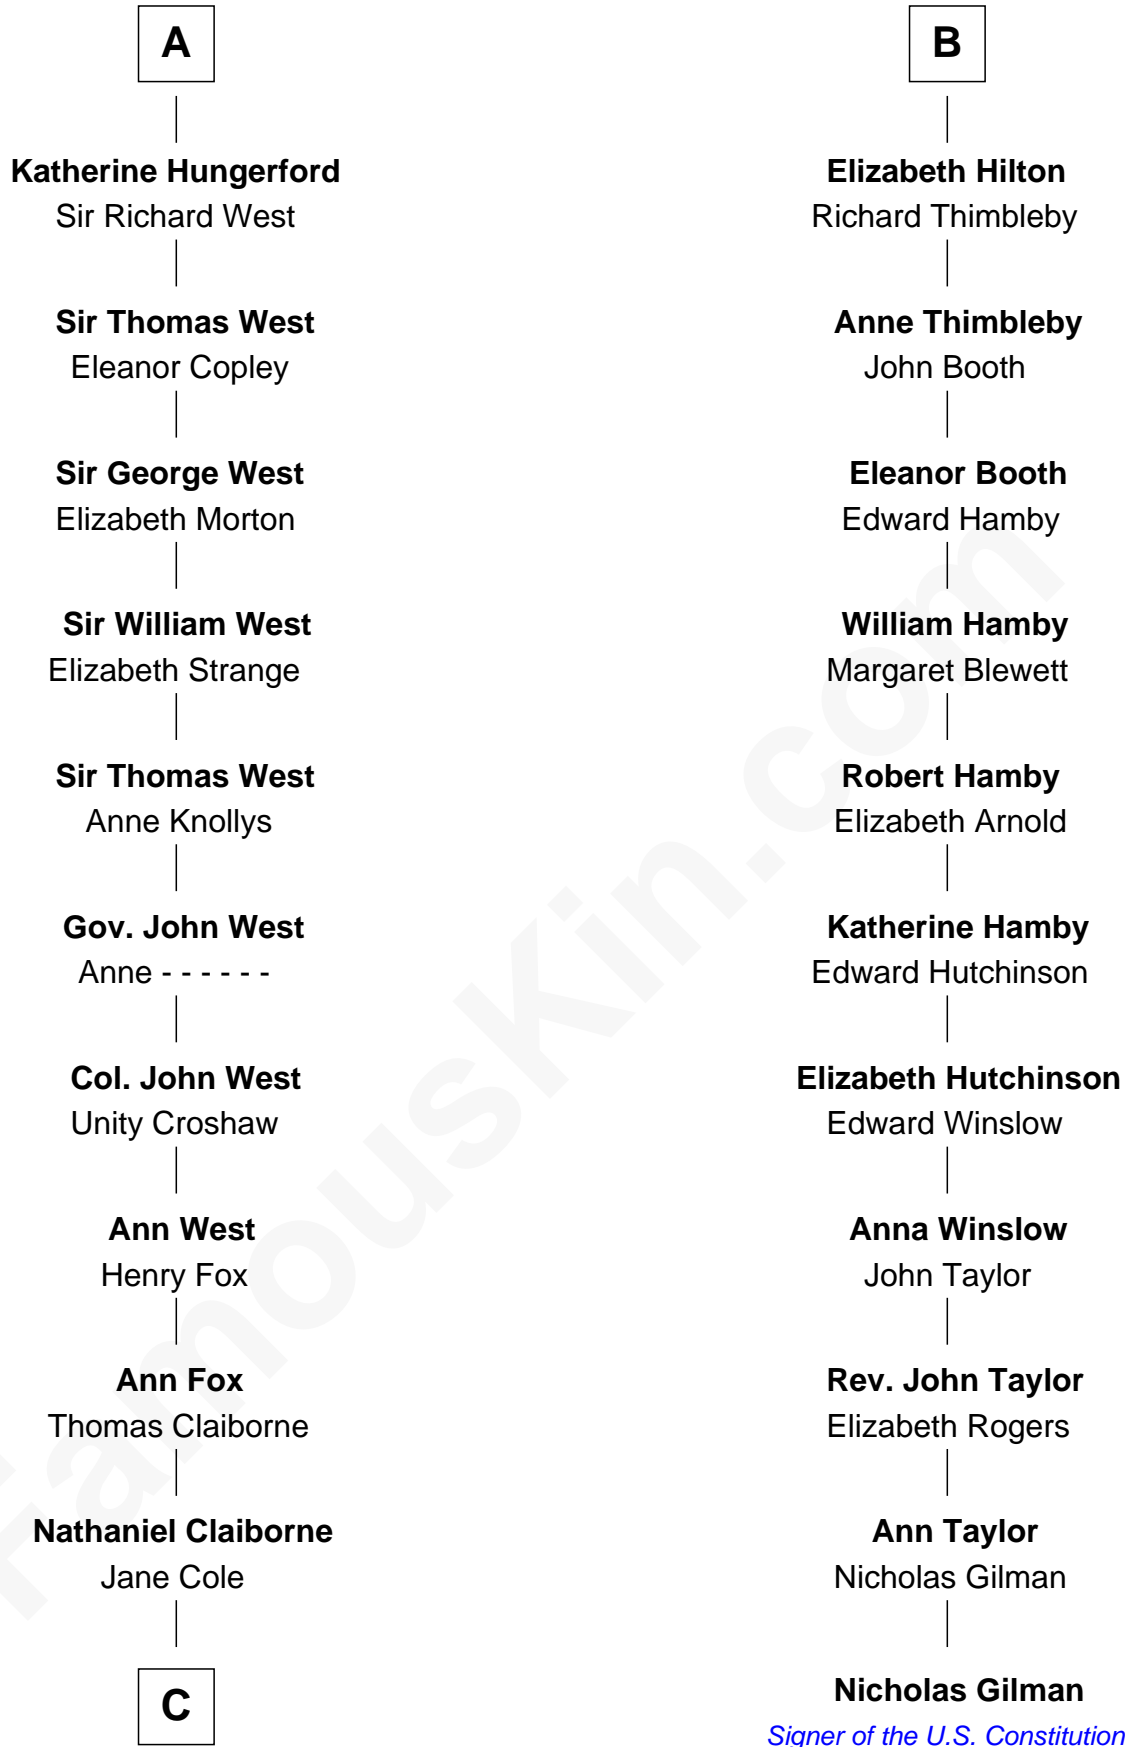 A
Katherine Hungerford
Sir Richard West
Sir Thomas West
Eleanor Copley
Sir George West
Elizabeth Morton
Sir William West
Elizabeth Strange
Sir Thomas West
Anne Knollys
Gov. John West
Anne - - - - - -
Col. John West
Unity Croshaw
Ann West
Henry Fox
Ann Fox
Thomas Claiborne
Nathaniel Claiborne
Jane Cole
C
B
Elizabeth Hilton
Richard Thimbleby
Anne Thimbleby
John Booth
Eleanor Booth
Edward Hamby
William Hamby
Margaret Blewett
Robert Hamby
Elizabeth Arnold
Katherine Hamby
Edward Hutchinson
Elizabeth Hutchinson
Edward Winslow
Anna Winslow
John Taylor
Rev. John Taylor
Elizabeth Rogers
Ann Taylor
Nicholas Gilman
Nicholas Gilman
Signer of the U.S. Constitution
FamousKin.com